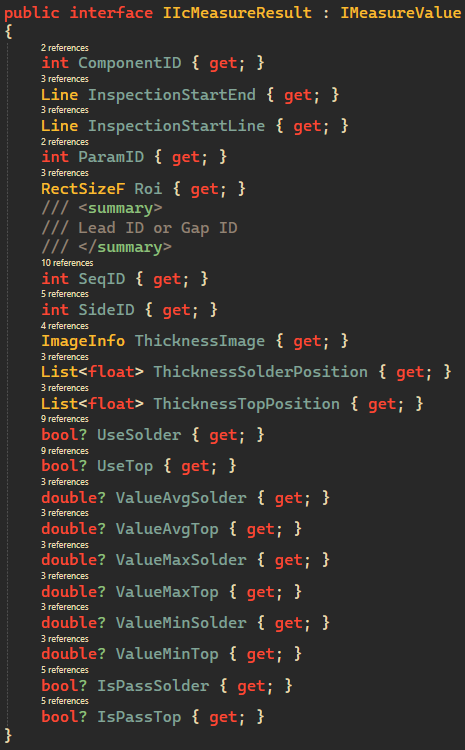 public interface IIcMeasureResult : IMeasureValue
{
2 references
int ComponentID { get; }
3 references
Line InspectionStartEnd { get; }
3 references
Line InspectionStartLine { get; }
2 references
int ParamID { get; }
3 references
RectSizeF Roi { get; }
/// <summary>
/// Lead ID or Gap ID
/// </summary>
10 references
int SeqID { get; }
5 references
int SideID { get; }
4 references
ImageInfo ThicknessImage { get; }
3 references
List<float> ThicknessSolderPosition { get; }
3 references
List<float> ThicknessTopPosition { get; }
9 references
bool? UseSolder { get; }
9 references
bool? UseTop { get; }
3 references
double? ValueAvgSolder { get; }
3 references
double? ValueAvgTop { get; }
3 references
double? ValueMaxSolder { get; }
3 references
double? ValueMaxTop { get; }
3 references
double? ValueMinSolder { get; }
3 references
double? ValueMinTop { get; }
5 references
bool? IsPassSolder { get; }
5 references
bool? IsPassTop { get; }
}